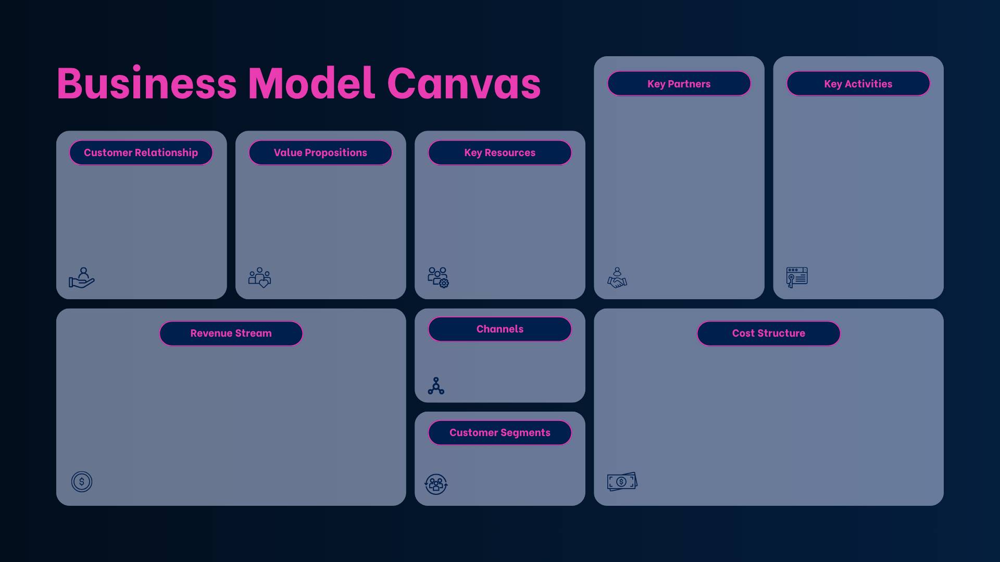 Business Model Canvas
Key Partners
Key Activities
Customer Relationship
Value Propositions
Key Resources
Revenue Stream
Channels
Cost Structure
Customer Segments
$
$